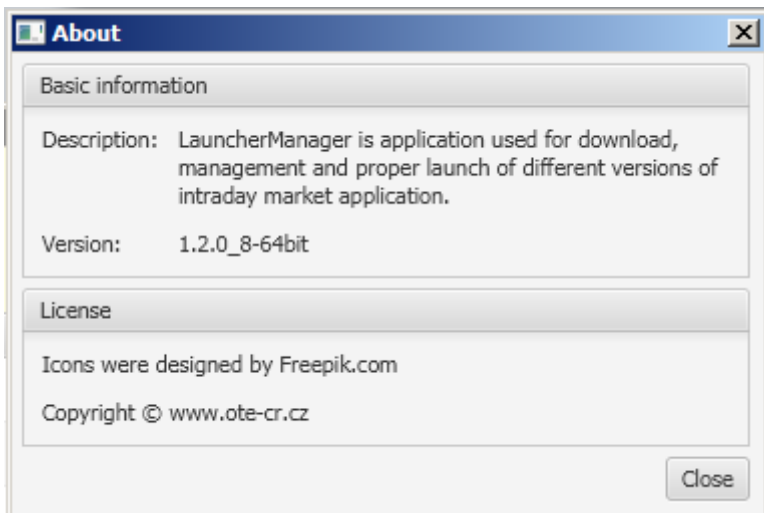 About
Basic information
Description: LauncherManager is application used for download,
management and proper launch of different versions of
intraday market application.
Version: 1.2.0_8-64bit
License
Icons were designed by Freepik.com
Copyright © www.ote-cr.cz
Close